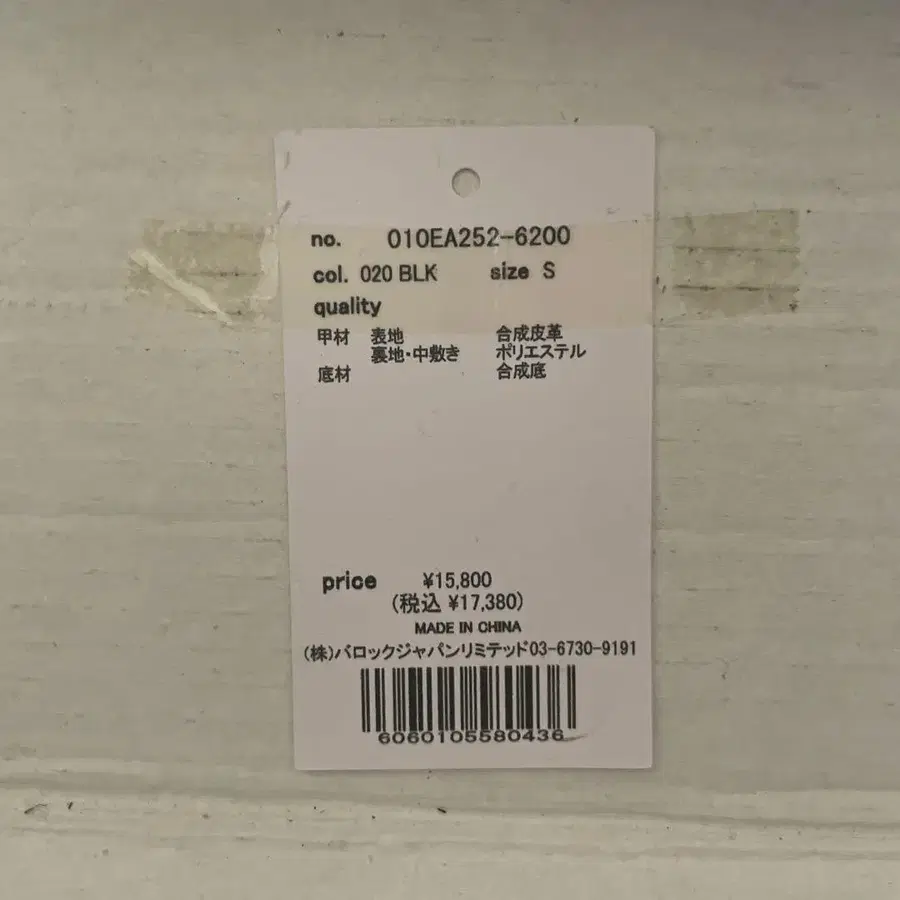 no. 010EA252-6200
col. 020 BLK size S
quality
甲材 表地 合成皮革
裏地・中敷き ポリエステル
底材 合成底
price ¥15,800
(税込 ¥17,380)
MADE IN CHINA
(株)バロックジャパンリミテッド03-6730-9191
6060105580436